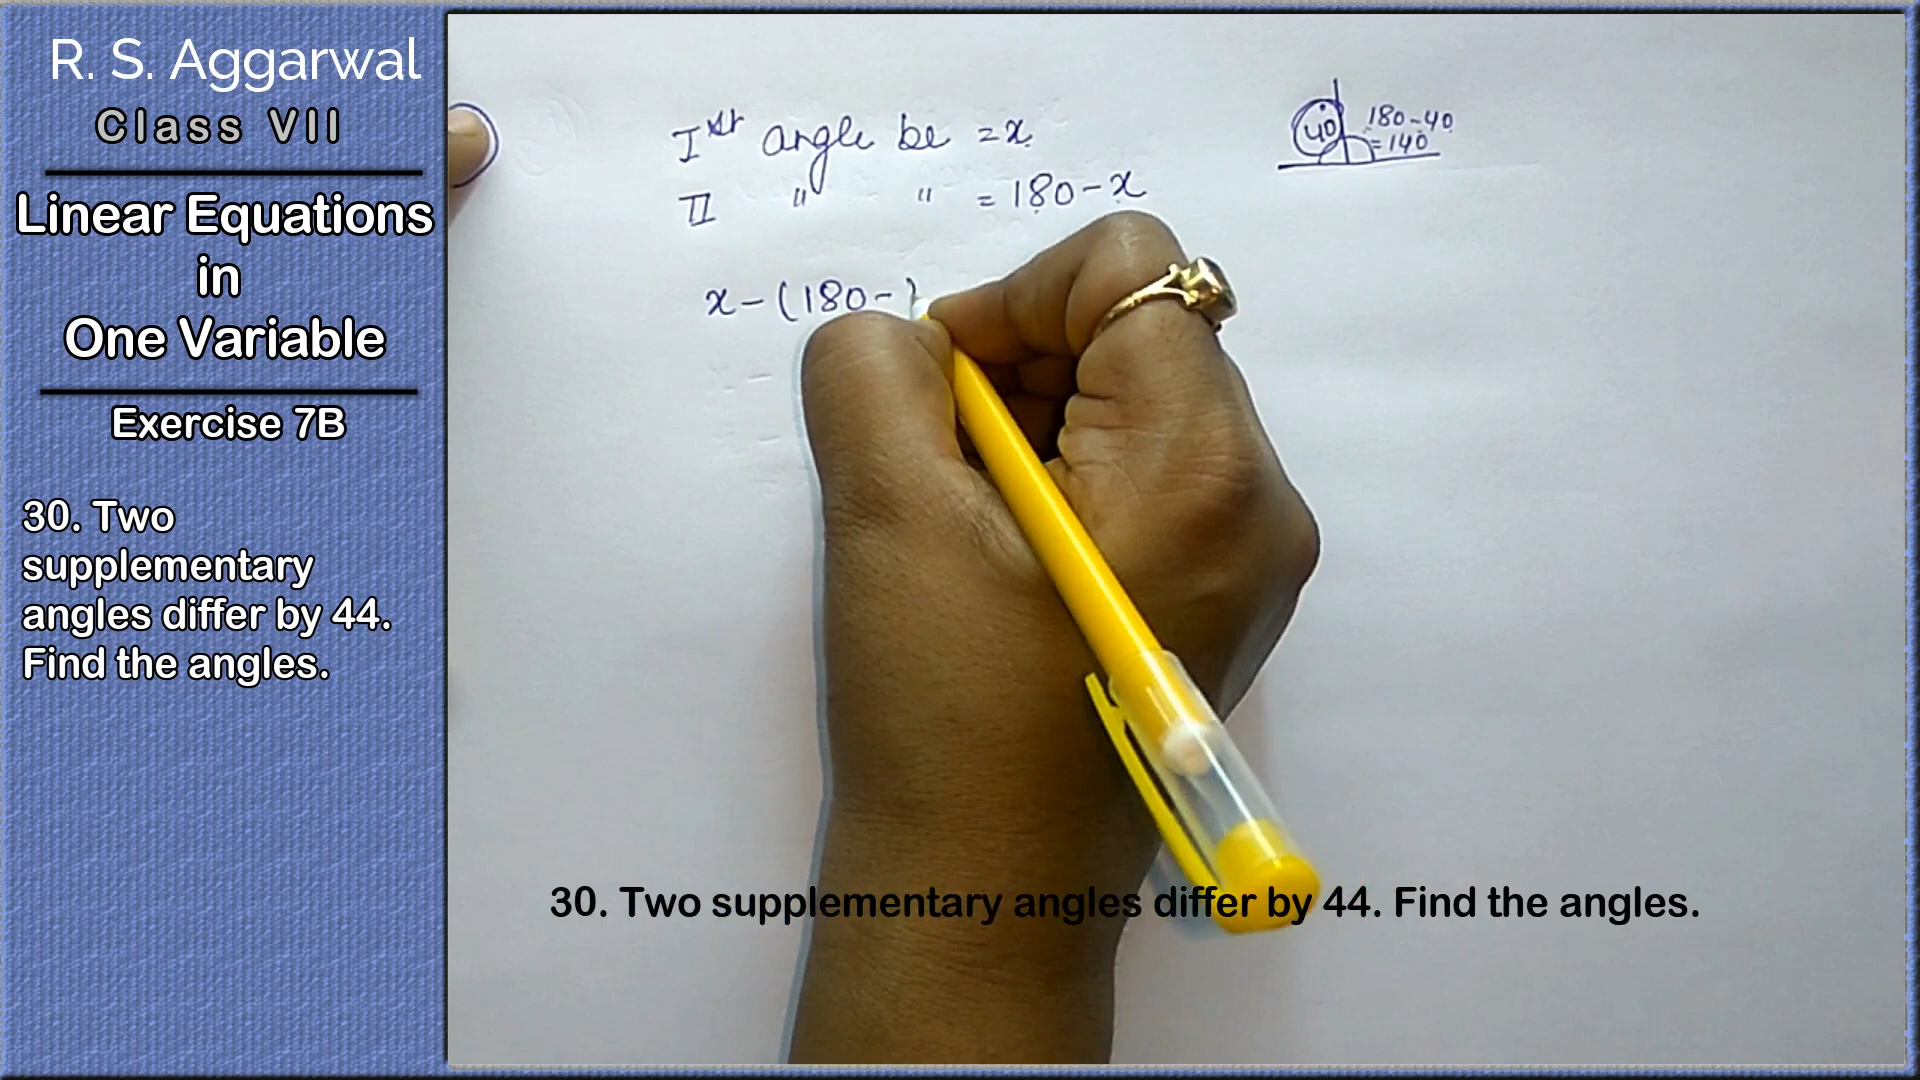 R. S. Aggarwal
Class VII
Linear Equations
in
One Variable
Exercise 7B
30. Two
supplementary
angles differ by 44.
Find the angles.
Ist angle be = x
II " " = 180 - x
x - (180 -
40
180-40
=140
30. Two supplementary angles differ by 44. Find the angles.